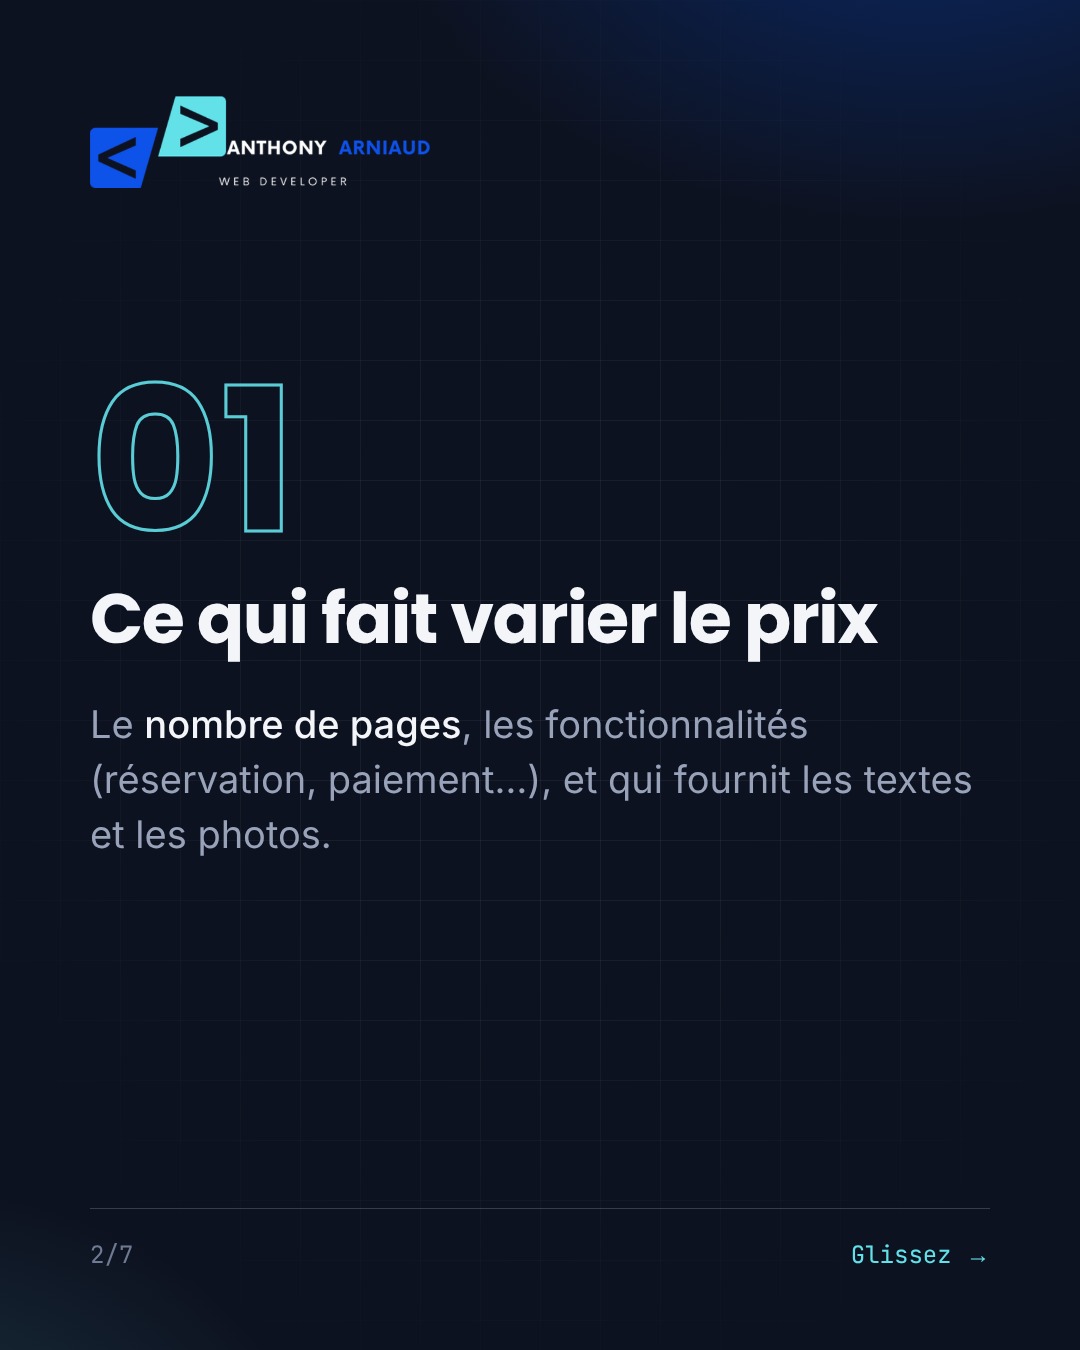 < >
ANTHONY ARNIAUD
WEB DEVELOPER
01
Ce qui fait varier le prix
Le nombre de pages, les fonctionnalités
(réservation, paiement...), et qui fournit les textes
et les photos.
2/7
Glissez →